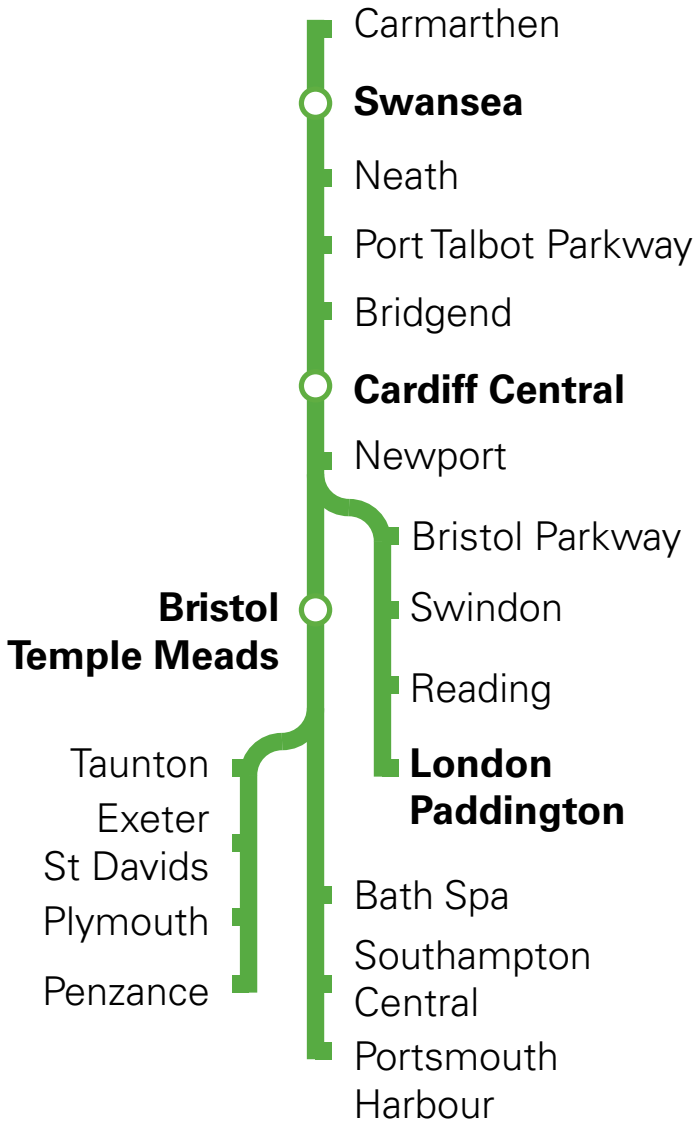 Carmarthen
Swansea
Neath
Port Talbot Parkway
Bridgend
Cardiff Central
Newport
Bristol Parkway
Swindon
Reading
London
Paddington
Bristol
Temple Meads
Taunton
Exeter
St Davids
Plymouth
Penzance
Bath Spa
Southampton
Central
Portsmouth
Harbour